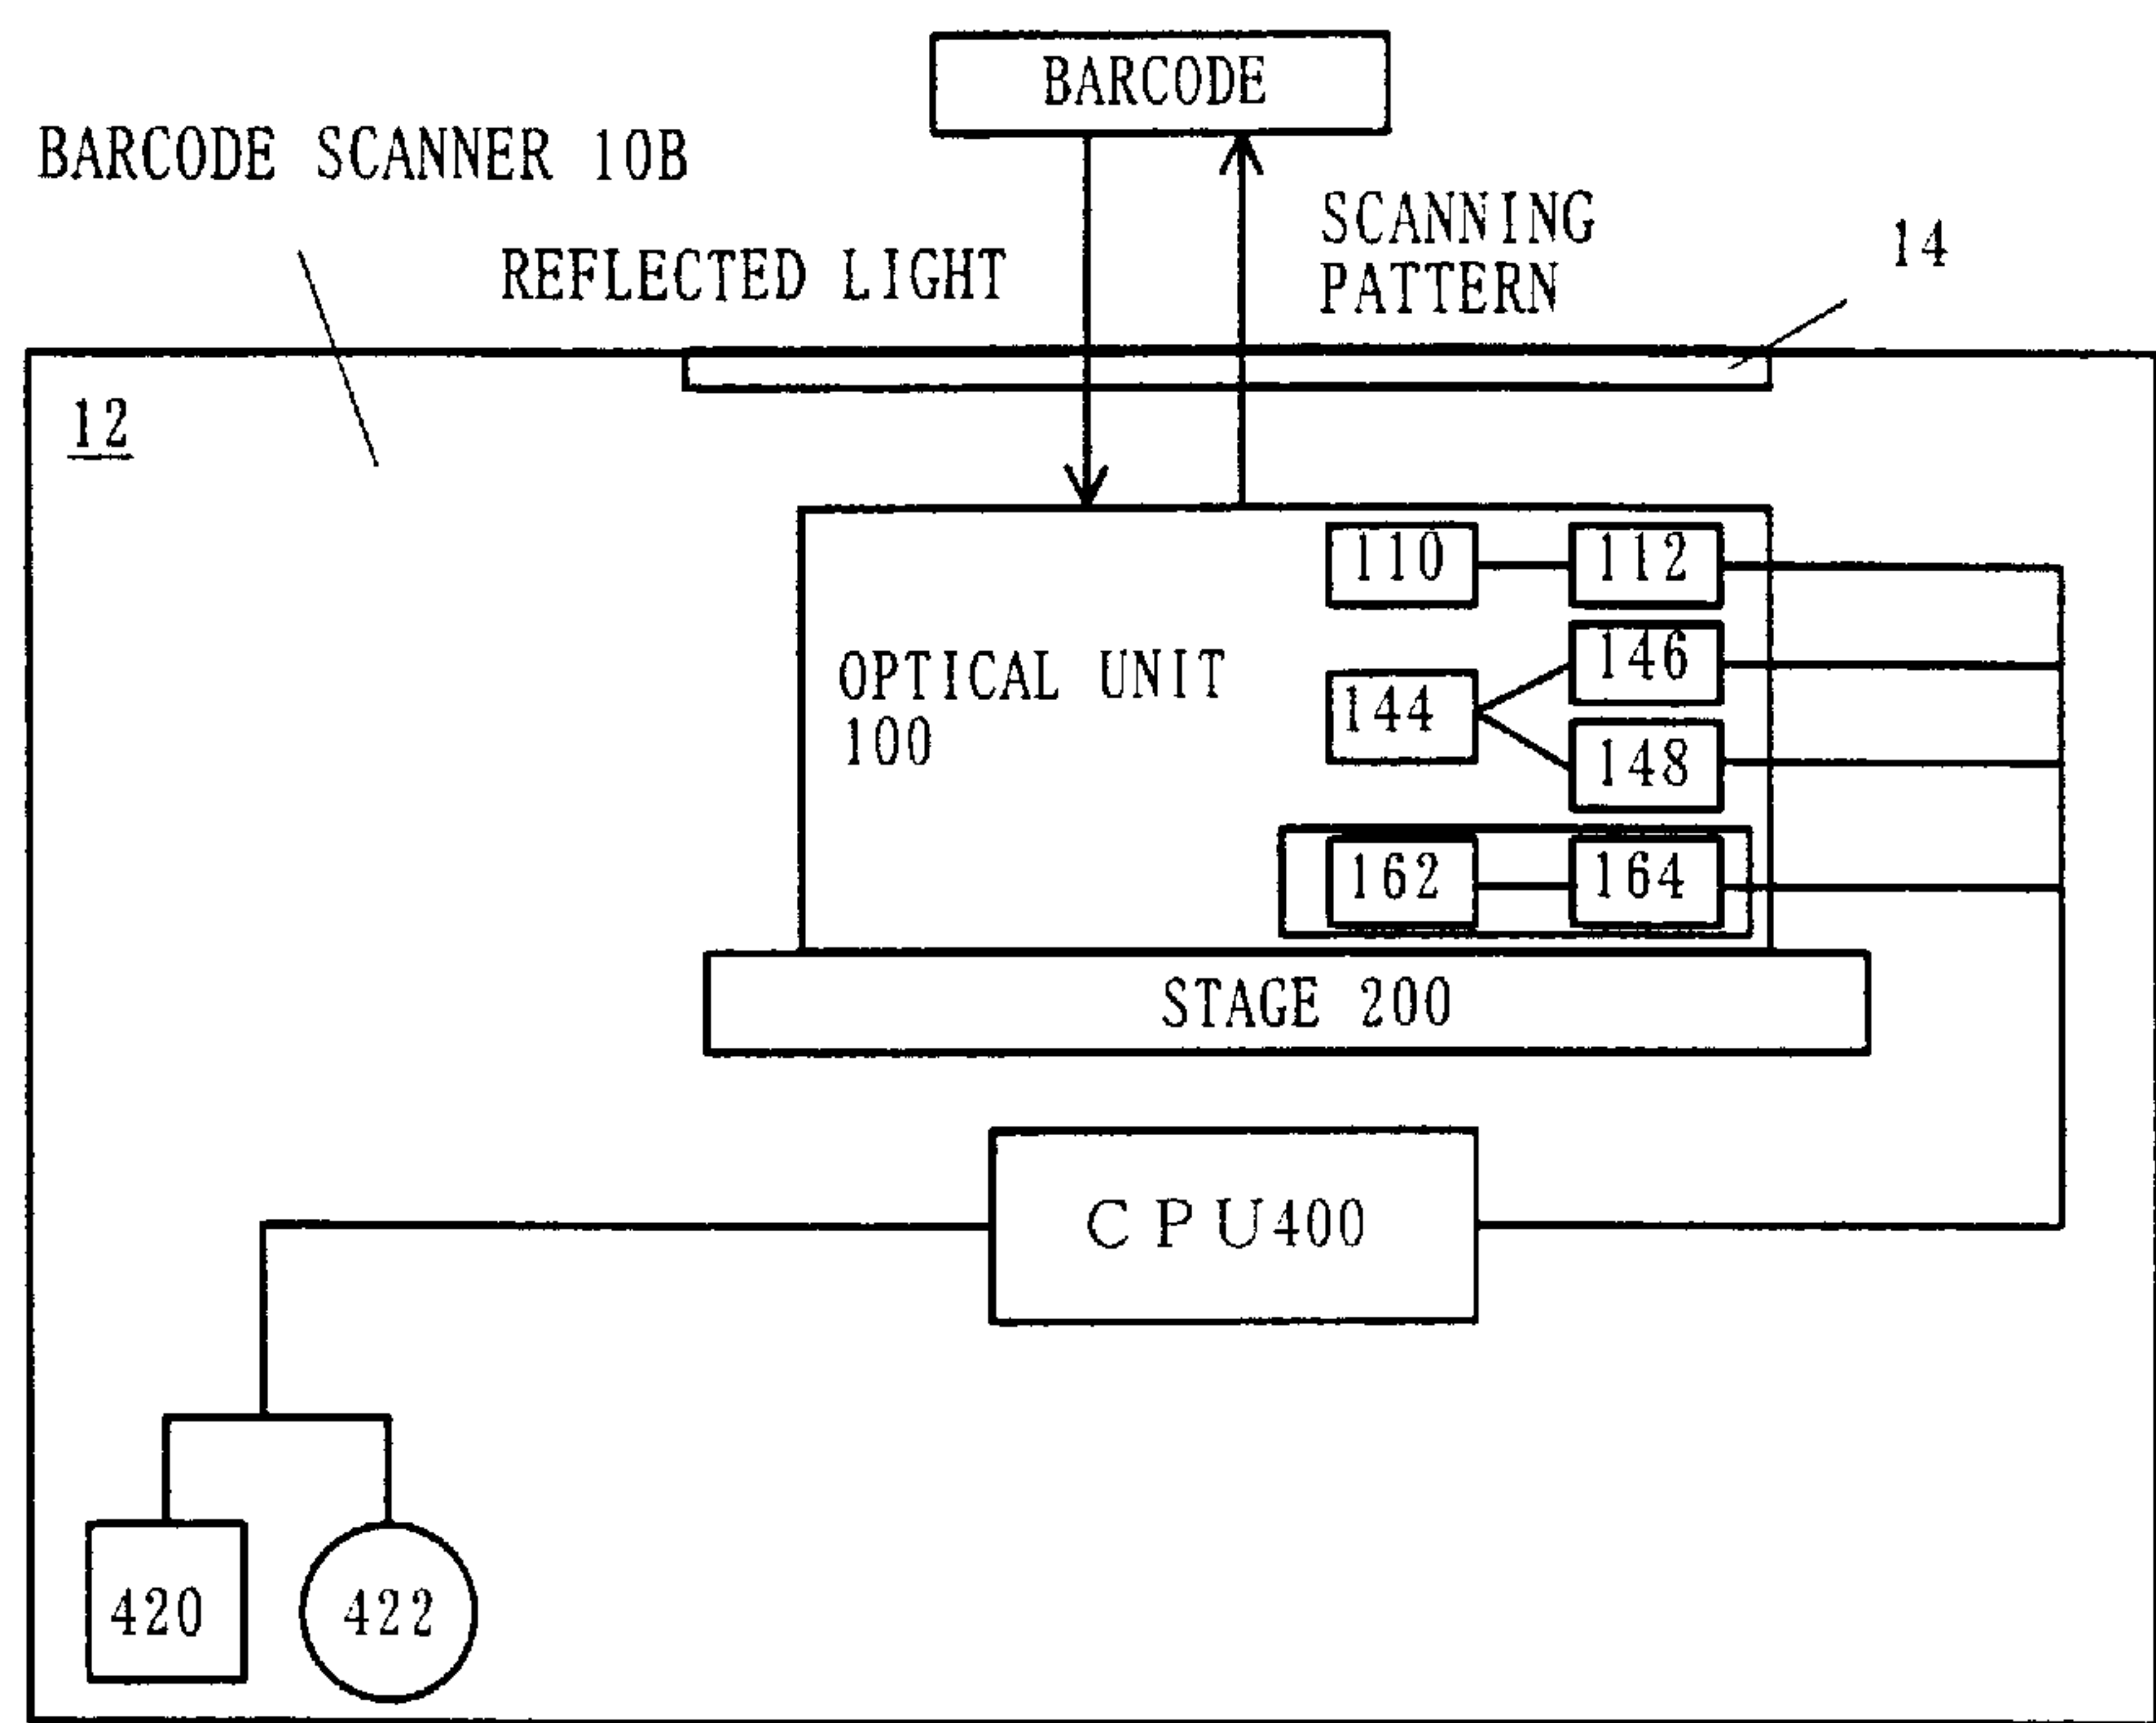 BARCODE
BARCODE SCANNER 10B
SCANNING
PATTERN
14
REFLECTED LIGHT
12
110
112
OPTICAL UNIT
100
144
146
148
162
164
STAGE 200
CPU400
420
422